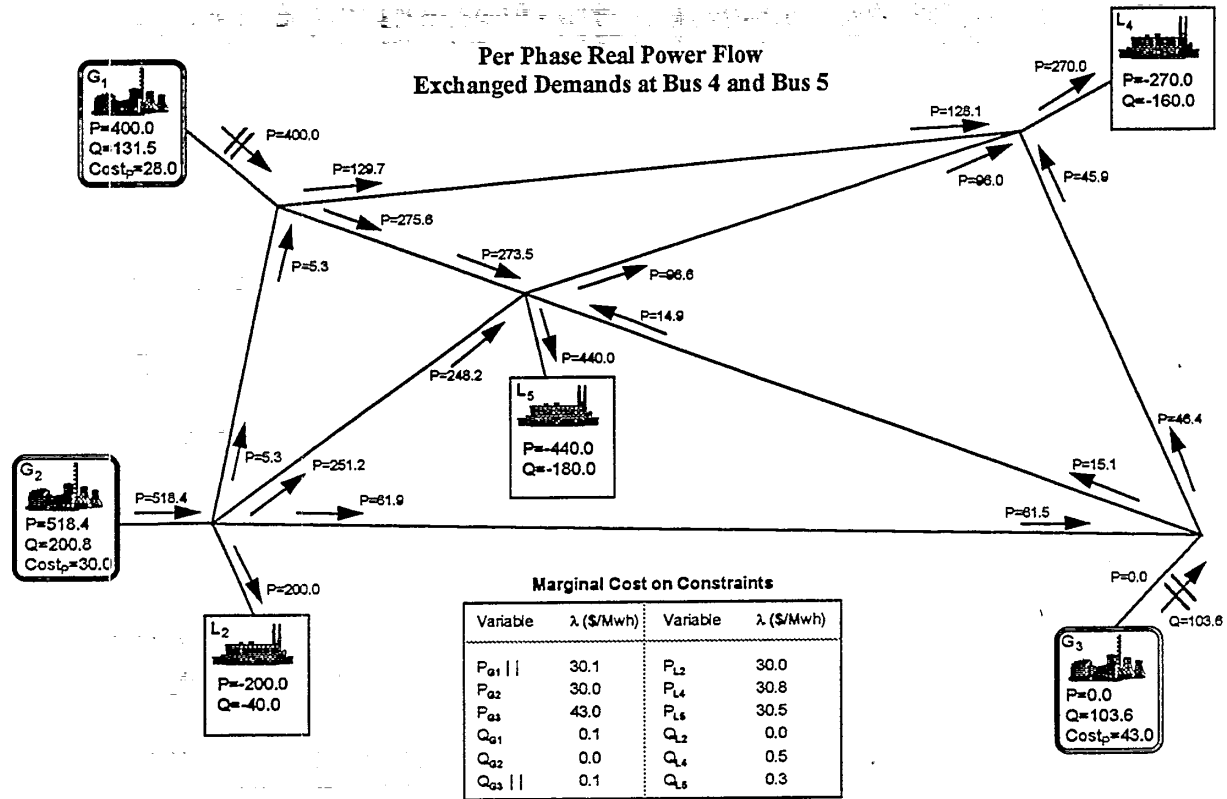 Per Phase Real Power Flow
Exchanged Demands at Bus 4 and Bus 5
G1
P=400.0
Q=131.5
CostP=28.0
P=400.0
P=129.7
P=275.6
P=5.3
P=273.5
P=128.1
P=270.0
L4
P=-270.0
Q=-160.0
P=96.0
P=45.9
P=96.6
P=14.9
P=440.0
P=248.2
L5
P=-440.0
Q=-180.0
G2
P=518.4
Q=200.8
CostP=30.0
P=518.4
P=5.3
P=251.2
P=61.9
P=200.0
L2
P=-200.0
Q=-40.0
P=46.4
P=15.1
P=61.5
P=0.0
Q=103.6
G3
P=0.0
Q=103.6
CostP=43.0
Marginal Cost on Constraints
Variable λ ($/Mwh) Variable λ ($/Mwh)
PG1 || 30.1 PL2 30.0
PG2 30.0 PL4 30.8
PG3 43.0 PL5 30.5
QG1 0.1 QL2 0.0
QG2 0.0 QL4 0.5
QG3 || 0.1 QL5 0.3